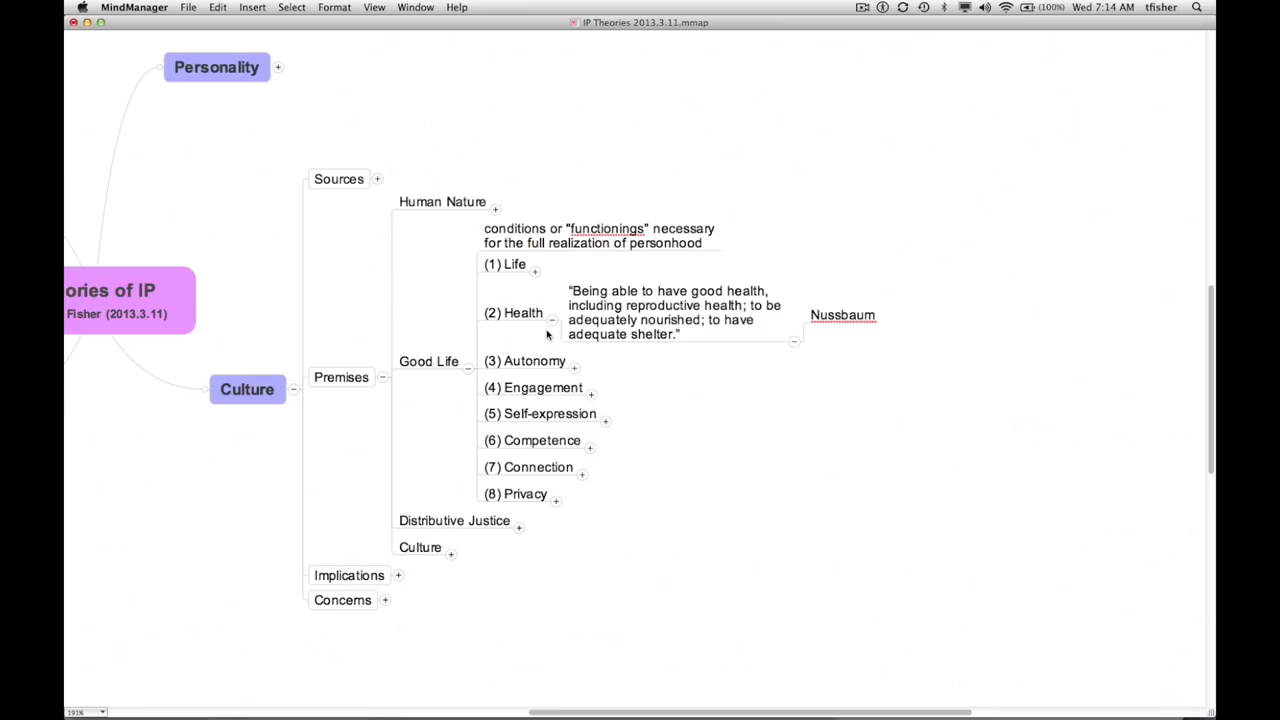 MindManager File Edit Insert Select Format View Window Help (100%) Wed 7:14 AM tfisher
IP Theories 2013.3.11.mmap
Personality
Sources
Human Nature
conditions or "functionings" necessary
for the full realization of personhood
(1) Life
“Being able to have good health,
including reproductive health; to be
adequately nourished; to have
adequate shelter.”
(2) Health
Nussbaum
ories of IP
Fisher (2013.3.11)
Good Life
(3) Autonomy
Premises
Culture
(4) Engagement
(5) Self-expression
(6) Competence
(7) Connection
(8) Privacy
Distributive Justice
Culture
Implications
Concerns
191%